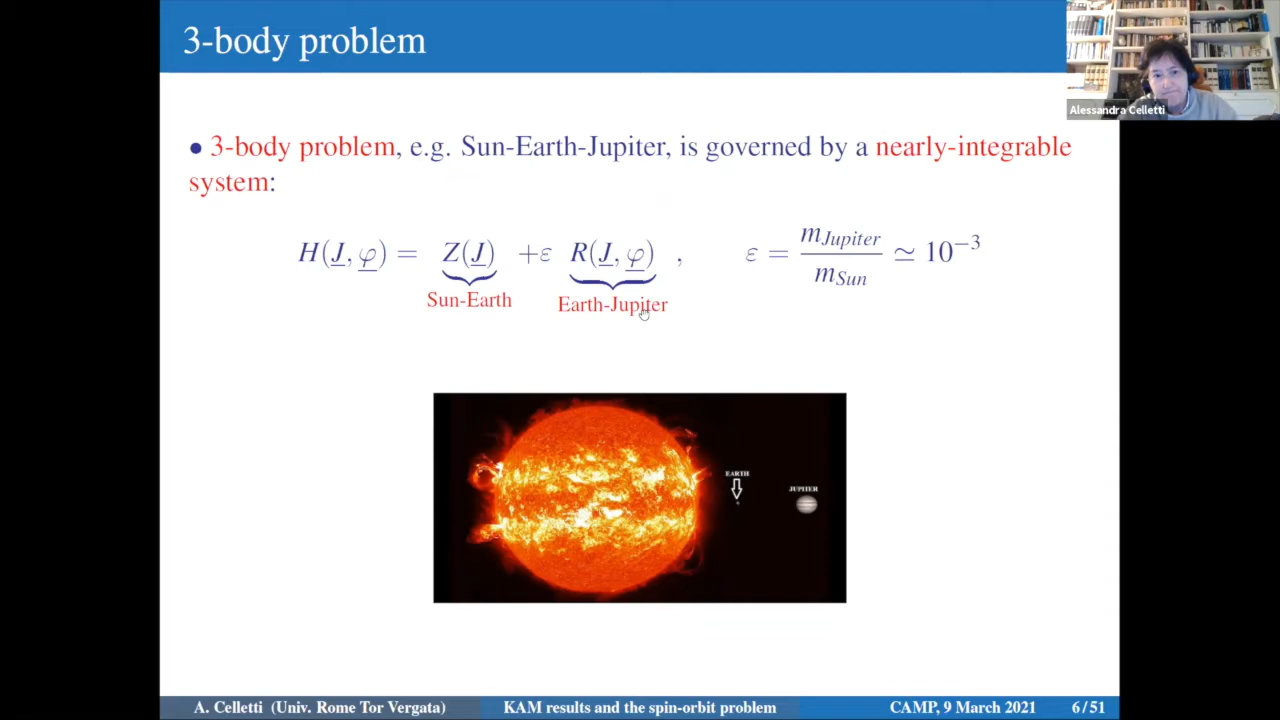 3-body problem
Alessandra Celletti
• 3-body problem, e.g. Sun-Earth-Jupiter, is governed by a nearly-integrable
system:
H(J, φ) = Z(J) +ε R(J, φ) , ε = m_Jupiter / m_Sun ≃ 10^−3
Sun-Earth
Earth-Jupiter
EARTH
JUPITER
A. Celletti (Univ. Rome Tor Vergata) KAM results and the spin-orbit problem CAMP, 9 March 2021 6/51